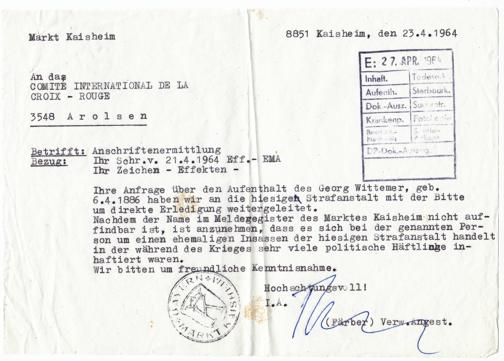 Markt Kaisheim
8851 Kaisheim, den 23.4.1964
E: 27. APR. 1964
Inhalt.
Aufenth. Sterbeurk.
Dok.-Ausz.
Krankenp.
An das
COMITE INTERNATIONAL DE LA
CROIX - ROUGE
3548 Arolsen
Betrifft: Anschriftenermittlung
Bezug: Ihr Schr.v. 21.4.1964 Eff.- EMA
Ihr Zeichen - Effekten -
Ihre Anfrage über den Aufenthalt des Georg Wittemer, geb.
6.4.1886 haben wir an die hiesigen Strafanstalt mit der Bitte
um direkte Erledigung weitergeleitet.
Nachdem der Name im Melderegister des Marktes Kaisheim nicht auf-
findbar ist, ist anzunehmen, dass es sich bei der genannten Per-
son um einen ehemaligen Insassen der hiesigen Strafanstalt handelt
in der während des Krieges sehr viele politische Häftlinge in-
haftiert waren.
Wir bitten um freundliche Kenntnisnahme.
Hochachtungsvoll!
I.A.
(Färber) Verw.angest.